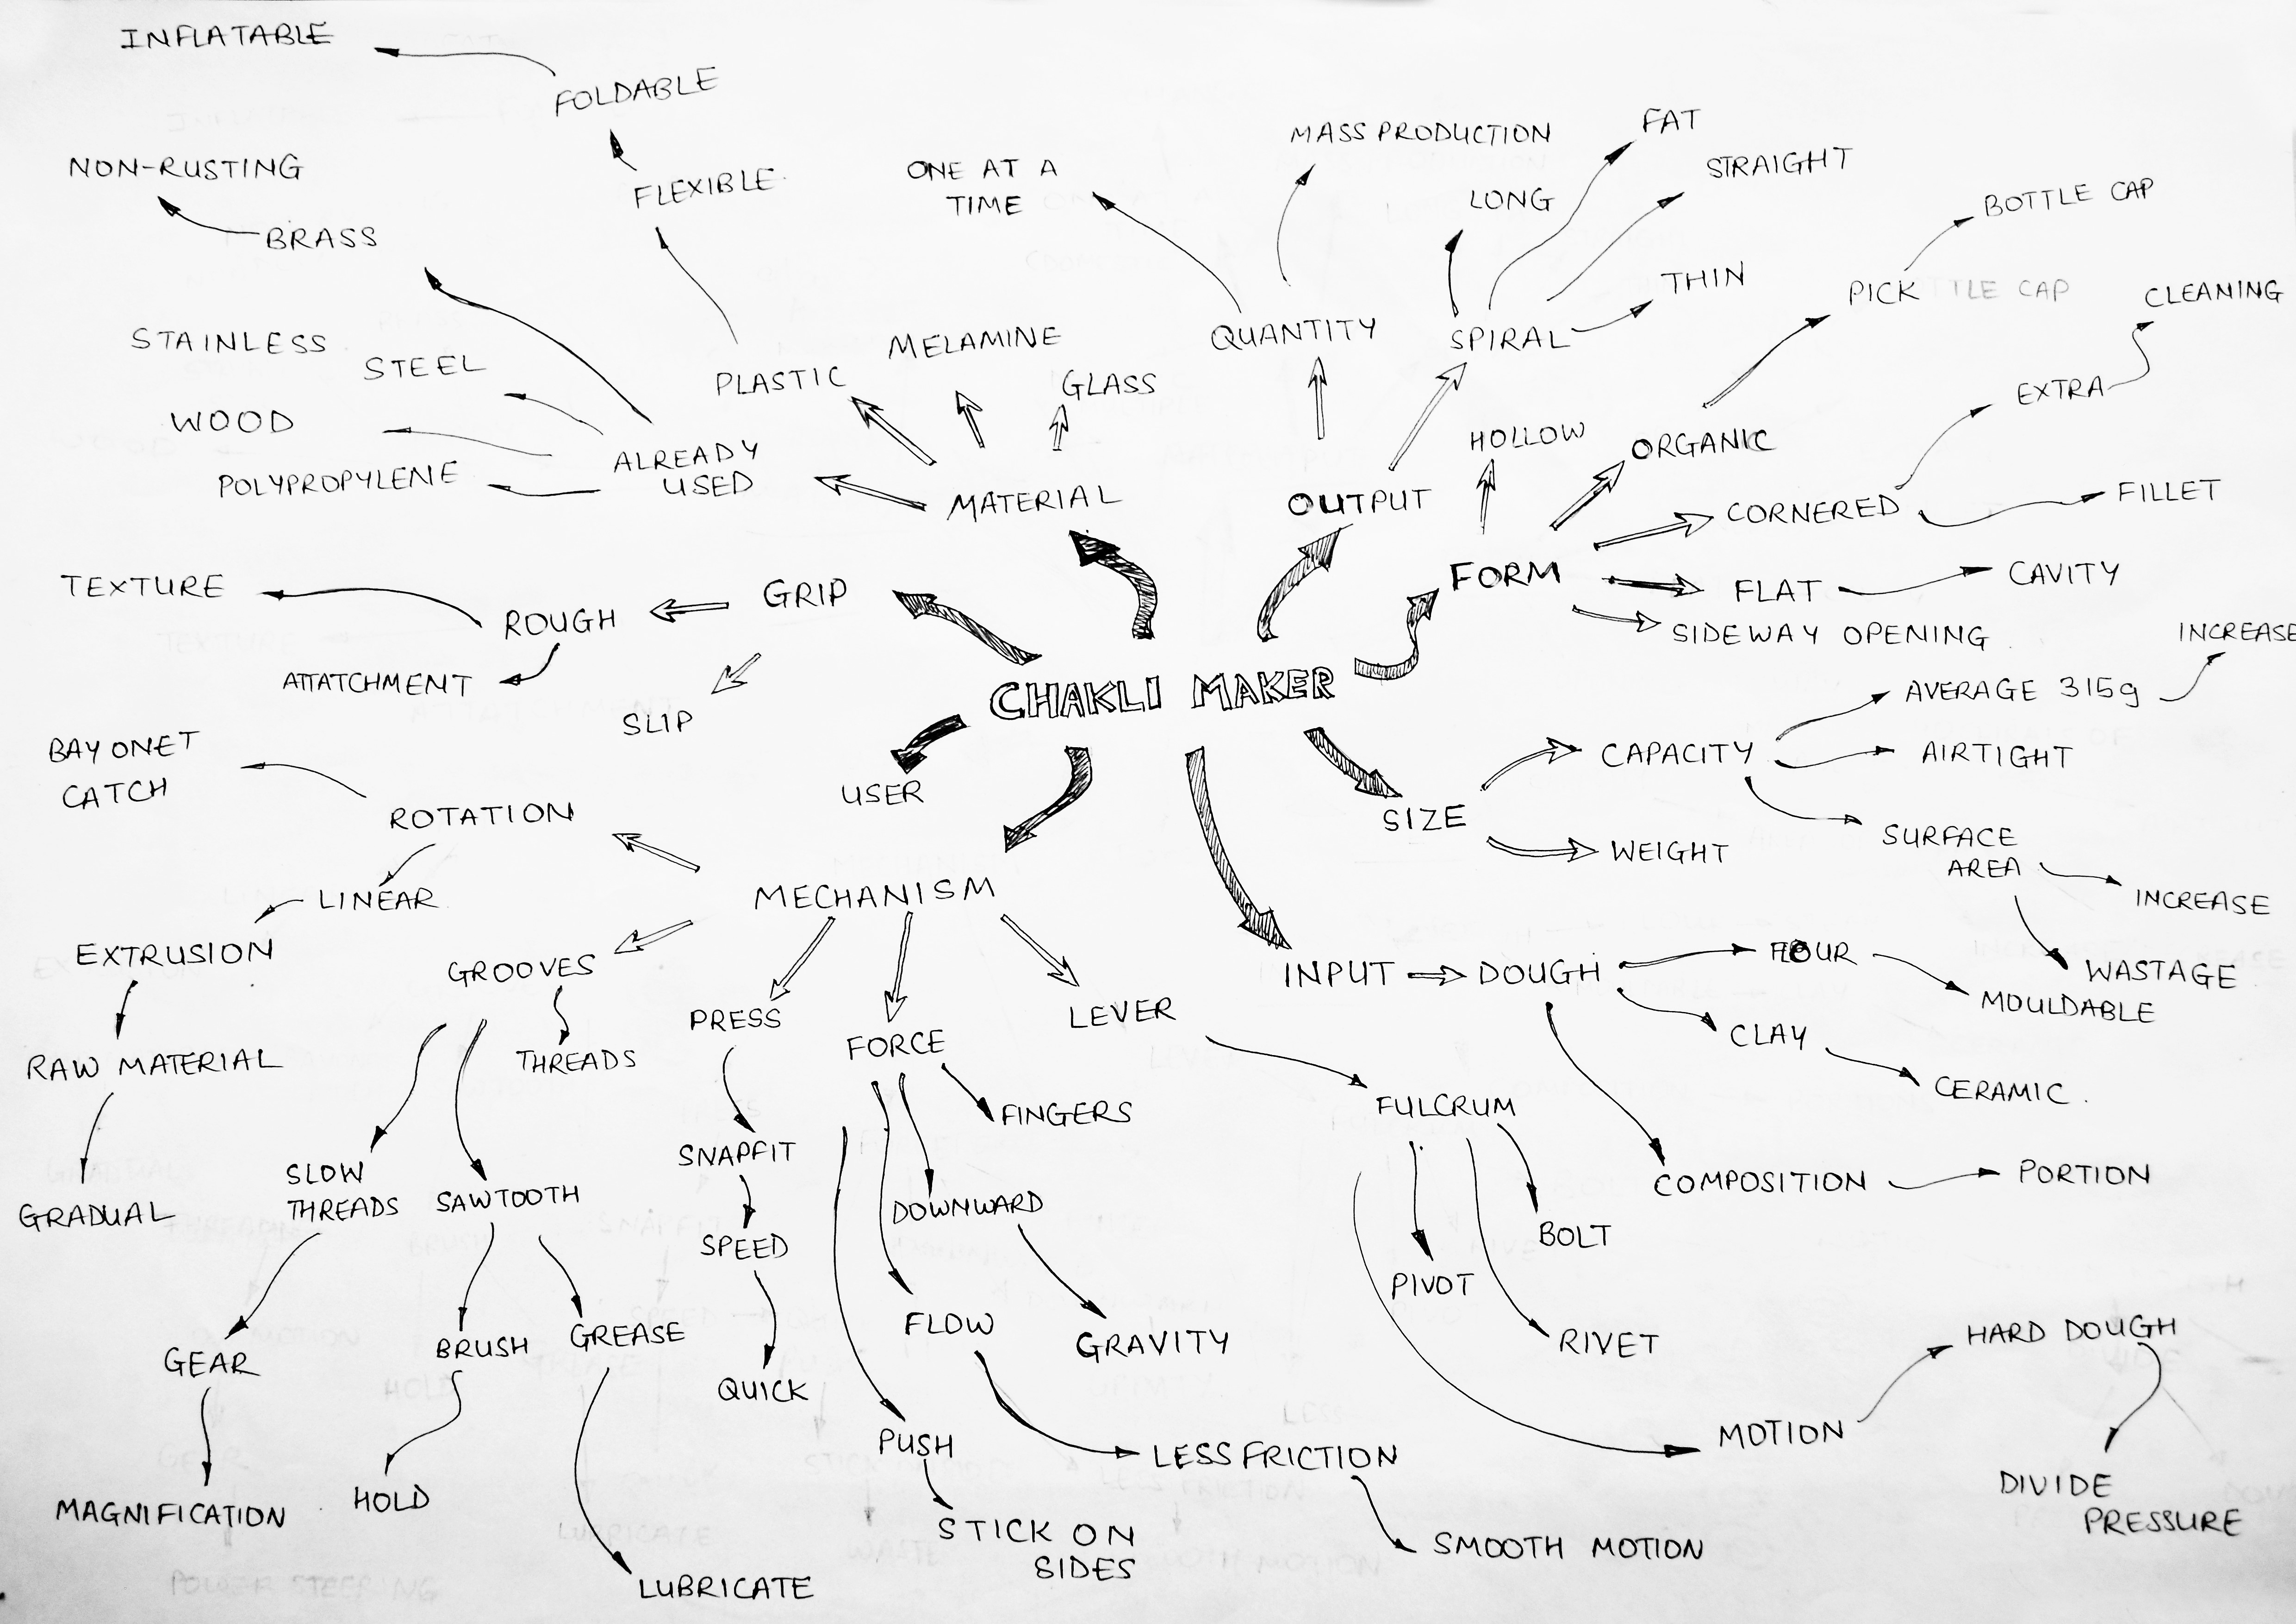 INFLATABLE
FOLDABLE
NON-RUSTING
FLEXIBLE
BRASS
ONE AT A
TIME
MASS PRODUCTION
FAT
STRAIGHT
LONG
BOTTLE CAP
THIN
PICK
CLEANING
STAINLESS
STEEL
WOOD
POLYPROPYLENE
ALREADY
USED
PLASTIC
MELAMINE
GLASS
QUANTITY
SPIRAL
EXTRA
HOLLOW
ORGANIC
MATERIAL
OUTPUT
CORNERED
FILLET
FORM
FLAT
CAVITY
SIDEWAY OPENING
INCREASE
TEXTURE
ROUGH
GRIP
ATTATCHMENT
SLIP
CHAKLI MAKER
AVERAGE 315g
CAPACITY
AIRTIGHT
BAYONET
CATCH
ROTATION
USER
SIZE
WEIGHT
SURFACE
AREA
INCREASE
LINEAR
MECHANISM
EXTRUSION
GROOVES
INPUT
DOUGH
FLOUR
WASTAGE
MOULDABLE
PRESS
FORCE
LEVER
CLAY
RAW MATERIAL
THREADS
FINGERS
FULCRUM
CERAMIC.
SNAPFIT
SLOW
THREADS
SAWTOOTH
DOWNWARD
COMPOSITION
PORTION
GRADUAL
SPEED
BOLT
PIVOT
GEAR
BRUSH
GREASE
FLOW
GRAVITY
RIVET
HARD DOUGH
QUICK
PUSH
LESS FRICTION
MOTION
MAGNIFICATION
HOLD
STICK ON
SIDES
SMOOTH MOTION
DIVIDE
PRESSURE
LUBRICATE